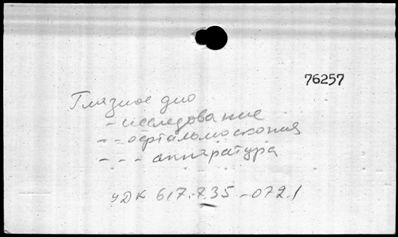 76257
Глазное дно
- исследование
- - офтальмоскопия
- - - аппаратура
УДК 617.735-072.1